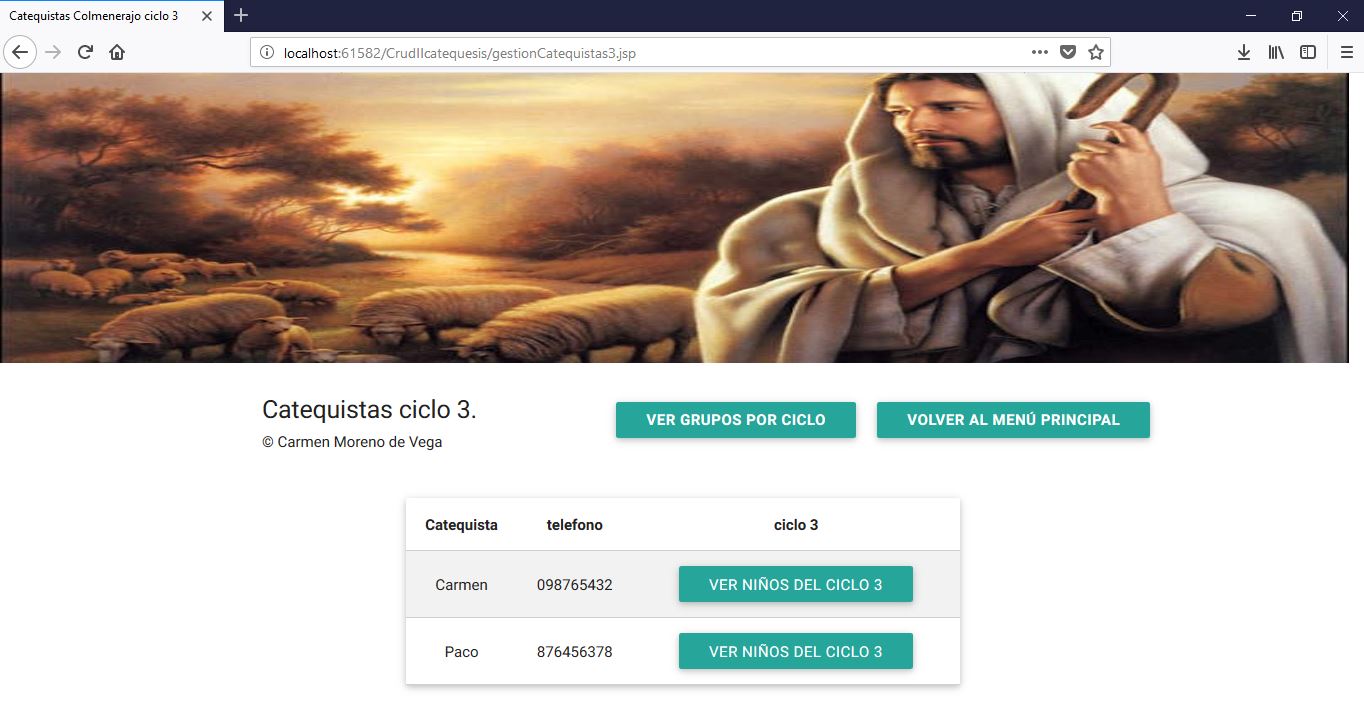 Catequistas Colmenerajo ciclo 3
localhost:61582/CrudIIcatequesis/gestionCatequistas3.jsp
Catequistas ciclo 3.
© Carmen Moreno de Vega
VER GRUPOS POR CICLO
VOLVER AL MENÚ PRINCIPAL
Catequista telefono ciclo 3
Carmen 098765432 VER NIÑOS DEL CICLO 3
Paco 876456378 VER NIÑOS DEL CICLO 3